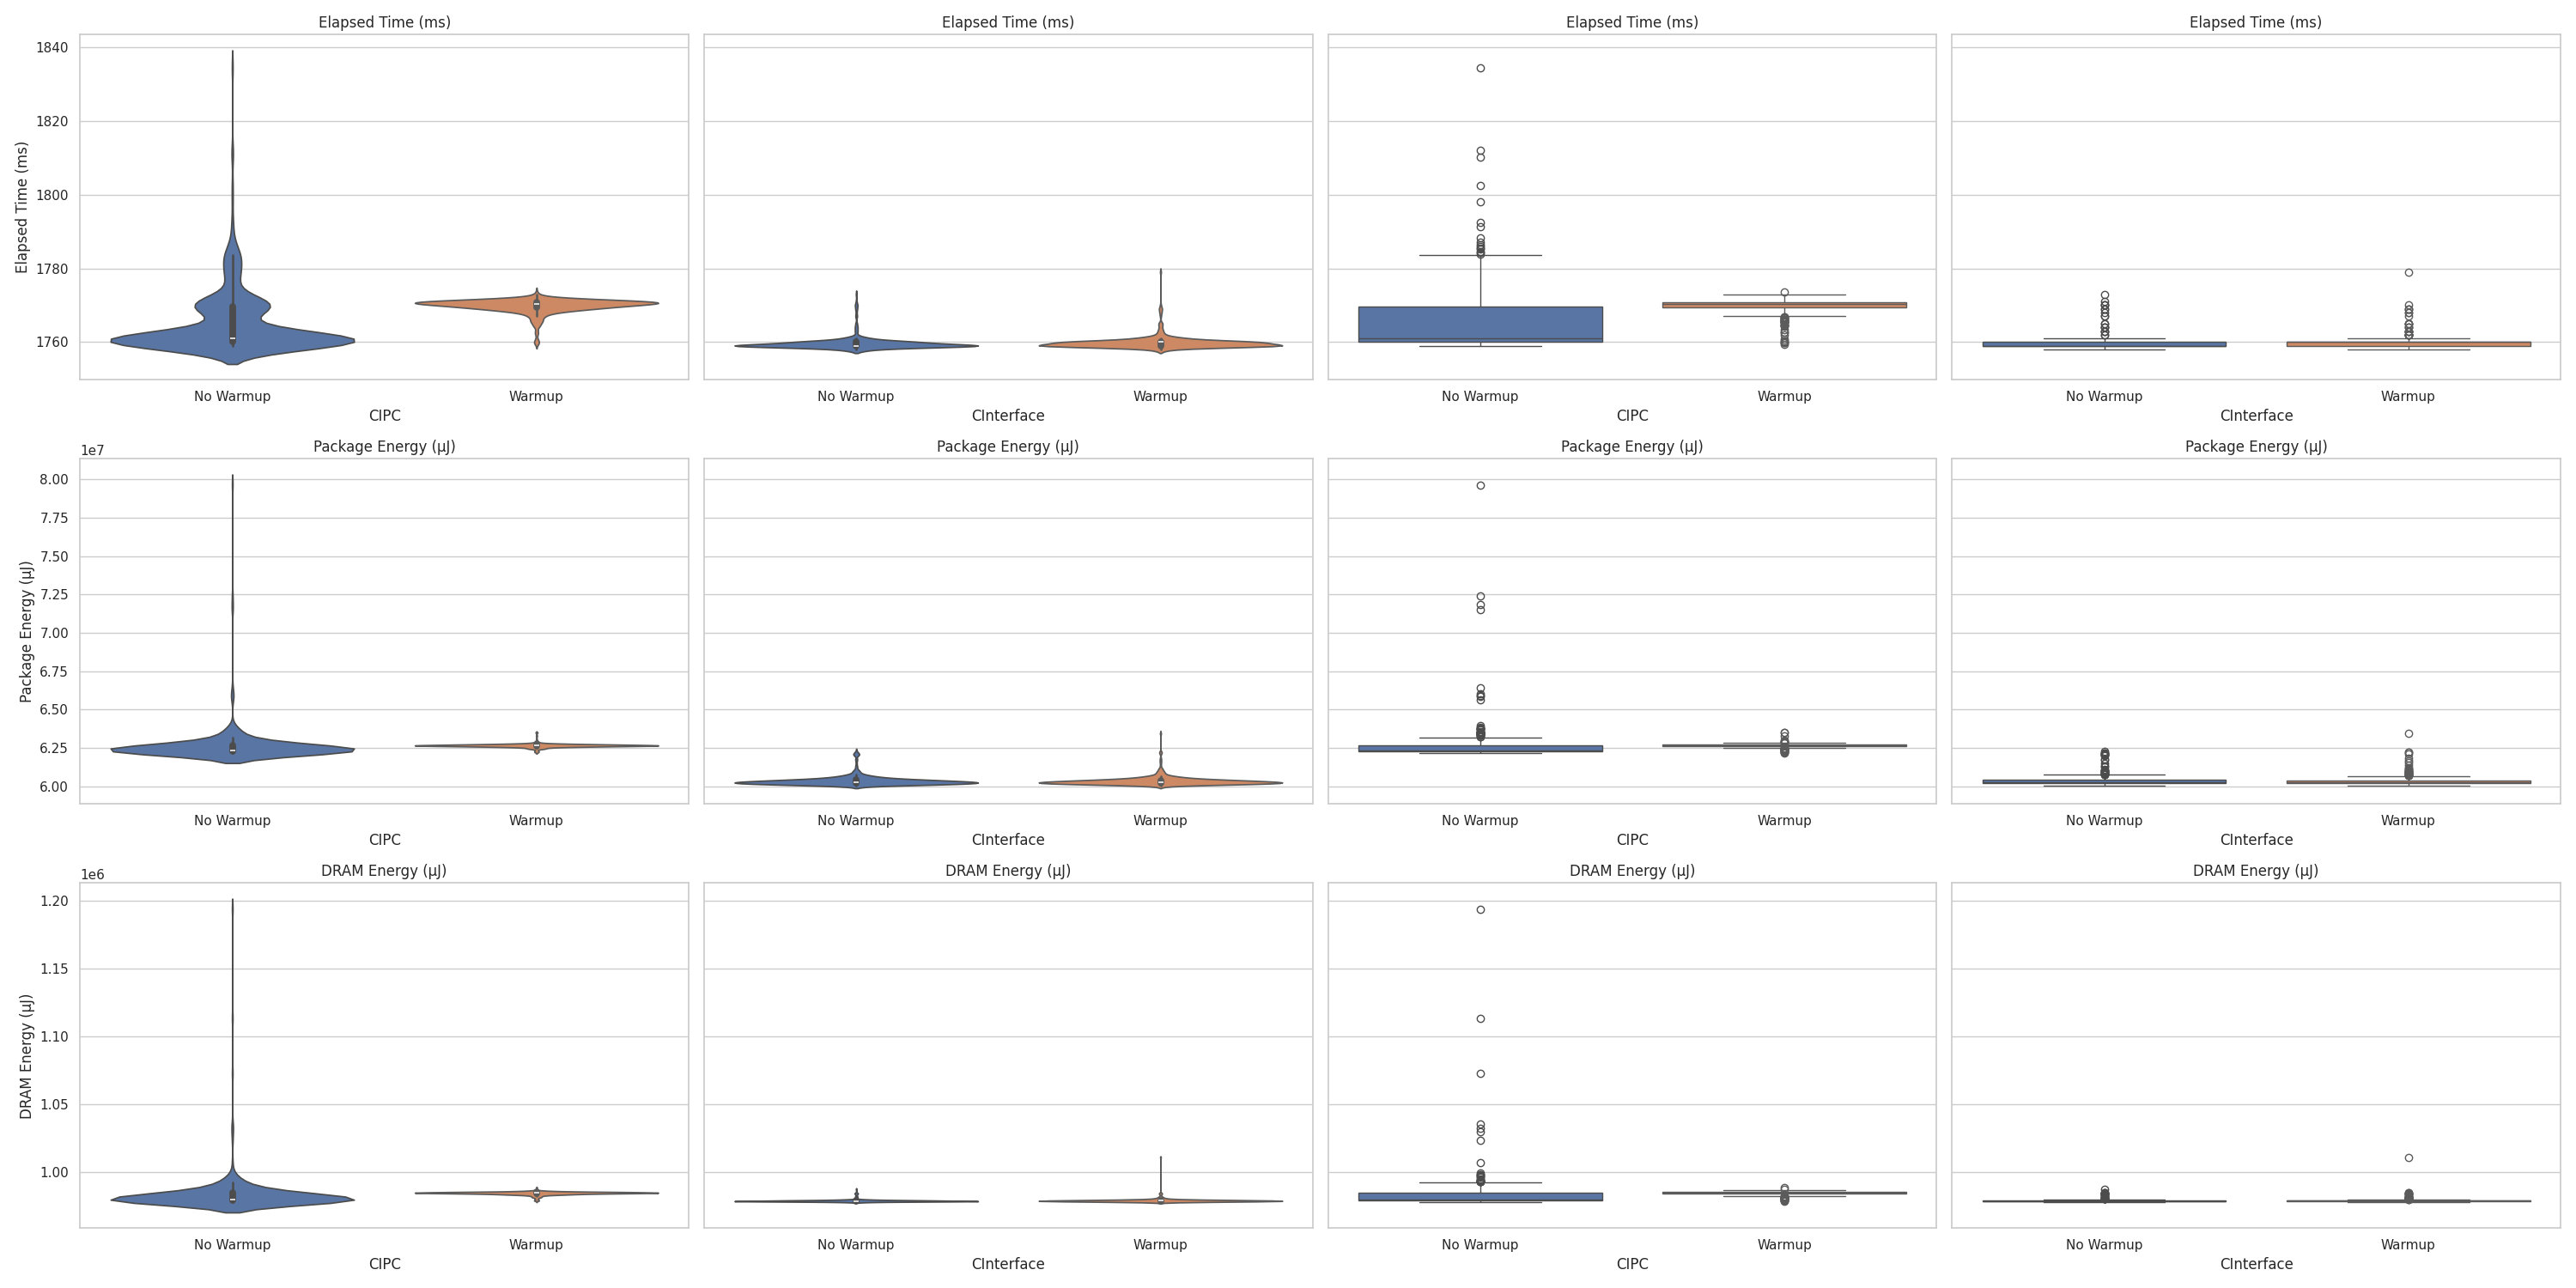 Elapsed Time (ms) Elapsed Time (ms) Elapsed Time (ms) Elapsed Time (ms)
Elapsed Time (ms)
1840
1820
1800
1780
1760
No Warmup Warmup No Warmup Warmup No Warmup Warmup No Warmup Warmup
CIPC CInterface CIPC CInterface
1e7
Package Energy (μJ) Package Energy (μJ) Package Energy (μJ) Package Energy (μJ)
Package Energy (μJ)
8.00
7.75
7.50
7.25
7.00
6.75
6.50
6.25
6.00
No Warmup Warmup No Warmup Warmup No Warmup Warmup No Warmup Warmup
CIPC CInterface CIPC CInterface
1e6
DRAM Energy (μJ) DRAM Energy (μJ) DRAM Energy (μJ) DRAM Energy (μJ)
DRAM Energy (μJ)
1.20
1.15
1.10
1.05
1.00
No Warmup Warmup No Warmup Warmup No Warmup Warmup No Warmup Warmup
CIPC CInterface CIPC CInterface